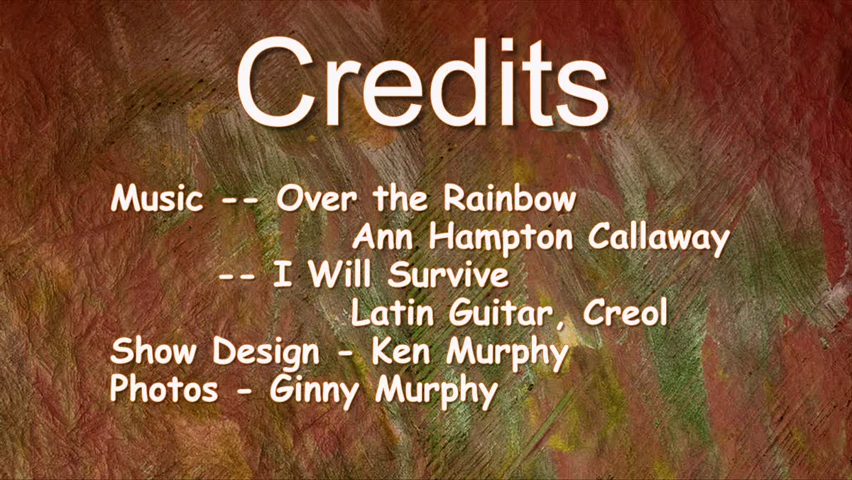 Credits
Music -- Over the Rainbow
Ann Hampton Callaway
-- I Will Survive
Latin Guitar, Creol
Show Design - Ken Murphy
Photos - Ginny Murphy